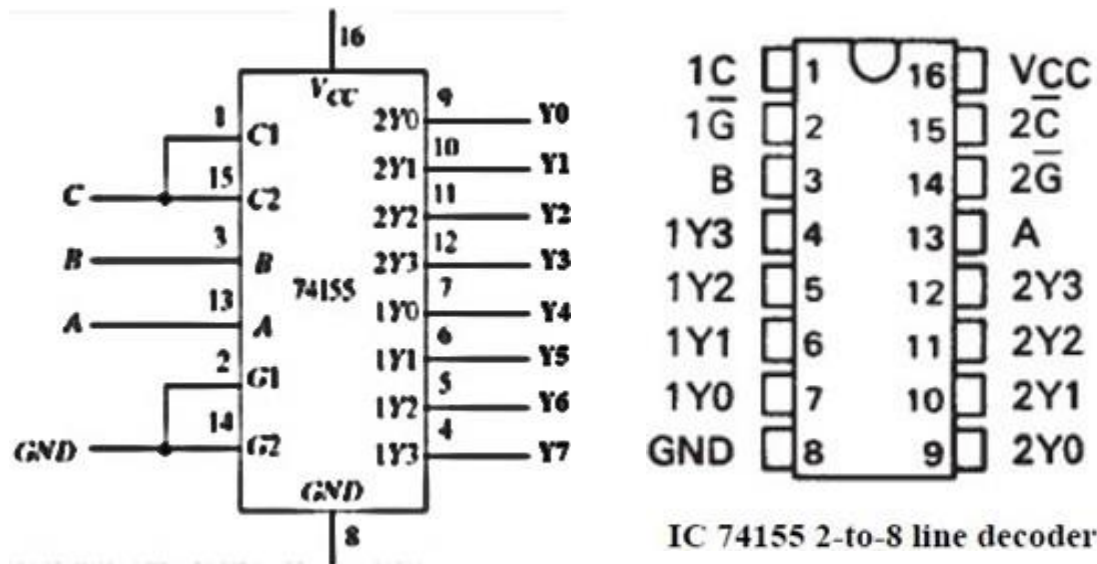 16
VCC
1 C1
15 C2
C
3 B
B
13 A
A
2 G1
14 G2
GND
74155
2Y0 9 Y0
2Y1 10 Y1
2Y2 11 Y2
2Y3 12 Y3
1Y0 7 Y4
1Y1 6 Y5
1Y2 5 Y6
1Y3 4 Y7
GND
8
1C 1 16 VCC
1G̅ 2 15 2C̅
B 3 14 2G̅
1Y3 4 13 A
1Y2 5 12 2Y3
1Y1 6 11 2Y2
1Y0 7 10 2Y1
GND 8 9 2Y0
IC 74155 2-to-8 line decoder